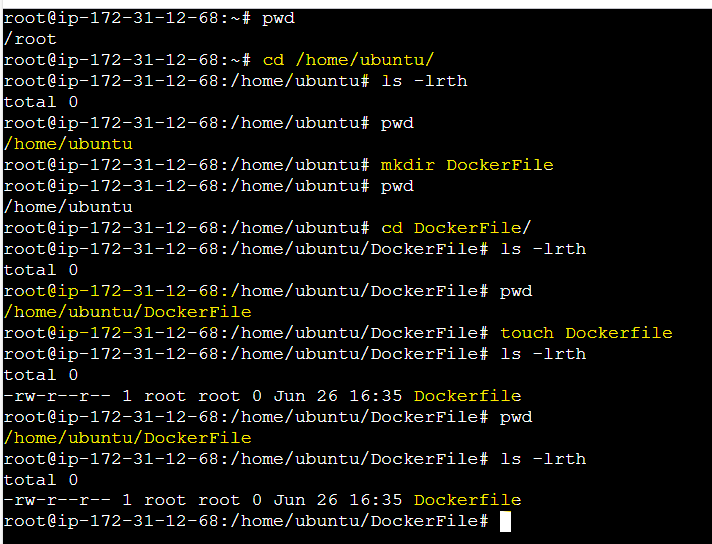 root@ip-172-31-12-68:~# pwd
/root
root@ip-172-31-12-68:~# cd /home/ubuntu/
root@ip-172-31-12-68:/home/ubuntu# ls -lrth
total 0
root@ip-172-31-12-68:/home/ubuntu# pwd
/home/ubuntu
root@ip-172-31-12-68:/home/ubuntu# mkdir DockerFile
root@ip-172-31-12-68:/home/ubuntu# pwd
/home/ubuntu
root@ip-172-31-12-68:/home/ubuntu# cd DockerFile/
root@ip-172-31-12-68:/home/ubuntu/DockerFile# ls -lrth
total 0
root@ip-172-31-12-68:/home/ubuntu/DockerFile# pwd
/home/ubuntu/DockerFile
root@ip-172-31-12-68:/home/ubuntu/DockerFile# touch Dockerfile
root@ip-172-31-12-68:/home/ubuntu/DockerFile# ls -lrth
total 0
-rw-r--r-- 1 root root 0 Jun 26 16:35 Dockerfile
root@ip-172-31-12-68:/home/ubuntu/DockerFile# pwd
/home/ubuntu/DockerFile
root@ip-172-31-12-68:/home/ubuntu/DockerFile# ls -lrth
total 0
-rw-r--r-- 1 root root 0 Jun 26 16:35 Dockerfile
root@ip-172-31-12-68:/home/ubuntu/DockerFile#